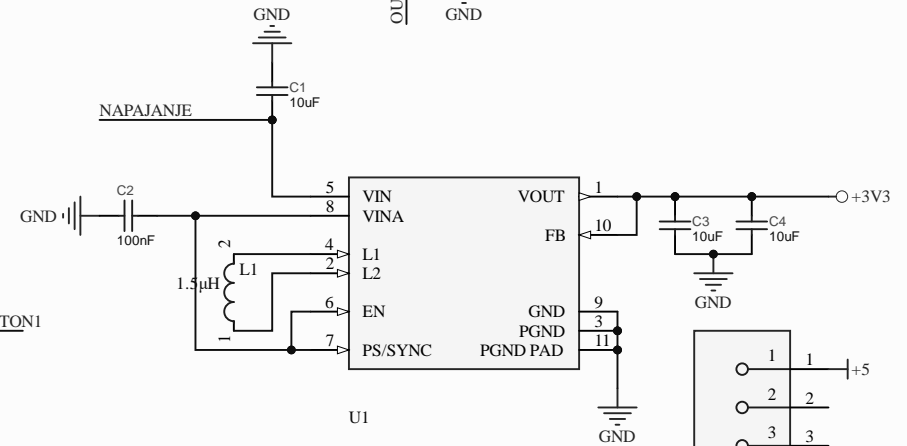 GND
OU
GND
C1
10uF
NAPAJANJE
C2
GND
100nF
5
8
4
2
6
7
VIN
VINA
L1
L2
EN
PS/SYNC
VOUT
FB
GND
PGND
PGND PAD
1
10
9
3
11
+3V3
C3
10uF
C4
10uF
GND
2
L1
1.5μH
1
TON1
U1
GND
1
1
+5
2
2
3
3